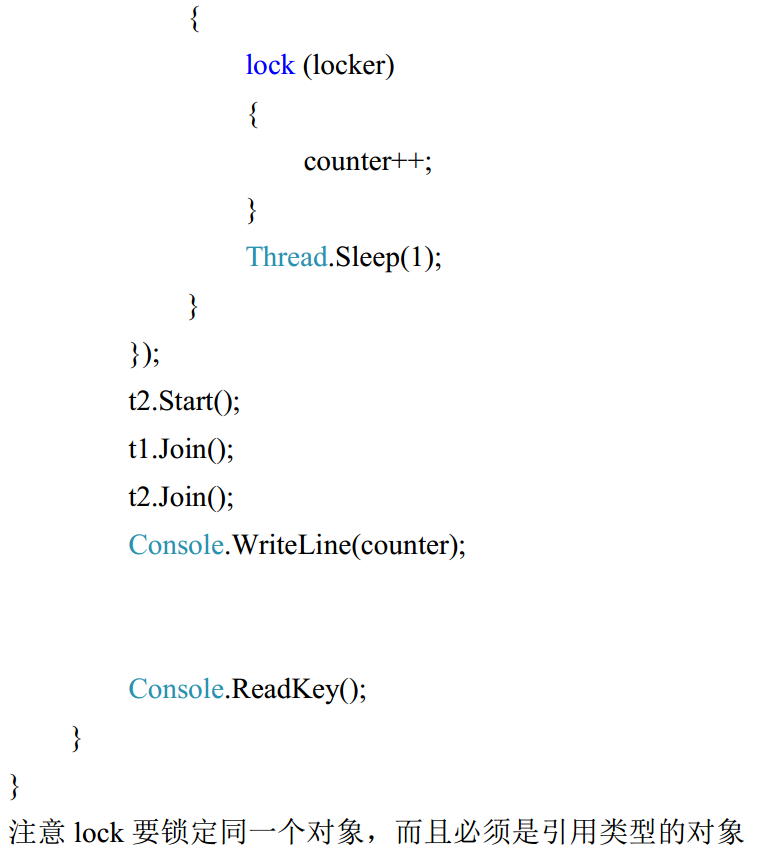 {
lock (locker)
{
counter++;
}
Thread.Sleep(1);
}
});
t2.Start();
t1.Join();
t2.Join();
Console.WriteLine(counter);
Console.ReadKey();
}
}
注意 lock 要锁定同一个对象，而且必须是引用类型的对象